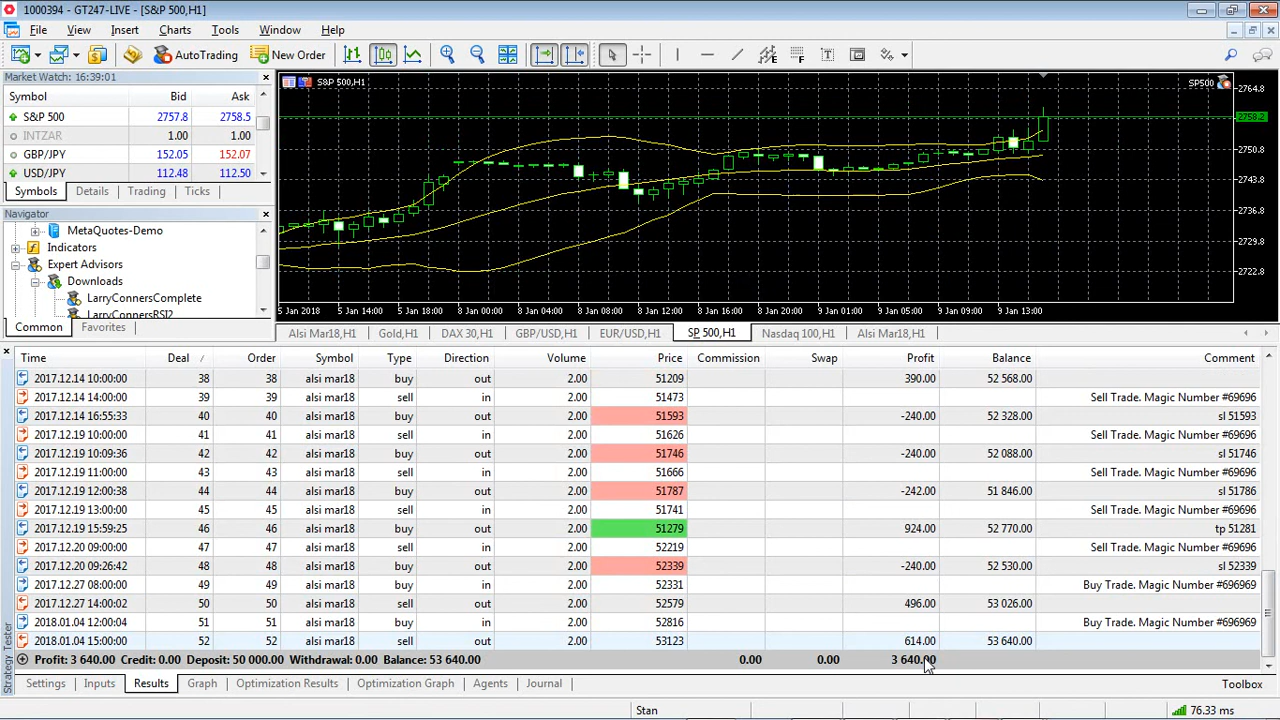 1000394 - GT247-LIVE - [S&P 500,H1]
File View Insert Charts Tools Window Help
AutoTrading New Order
Market Watch: 16:39:01
Symbol Bid Ask
S&P 500 2757.8 2758.5
INTZAR 1.00 1.00
GBP/JPY 152.05 152.07
USD/JPY 112.48 112.50
Symbols Details Trading Ticks
Navigator
MetaQuotes-Demo
Indicators
Expert Advisors
Downloads
LarryConnersComplete
LarryConnersRSI2
Common Favorites
S&P 500,H1
SP500
2764.8
2758.2
2750.8
2743.8
2736.8
2729.8
2722.8
5 Jan 2018 5 Jan 14:00 5 Jan 18:00 8 Jan 00:00 8 Jan 04:00 8 Jan 08:00 8 Jan 12:00 8 Jan 16:00 8 Jan 20:00 9 Jan 01:00 9 Jan 05:00 9 Jan 09:00 9 Jan 13:00
Alsi Mar18,H1 Gold,H1 DAX 30,H1 GBP/USD,H1 EUR/USD,H1 SP 500,H1 Nasdaq 100,H1 Alsi Mar18,H1
Time Deal Order Symbol Type Direction Volume Price Commission Swap Profit Balance Comment
2017.12.14 10:00:00 38 38 alsi mar18 buy out 2.00 51209 390.00 52 568.00
2017.12.14 14:00:00 39 39 alsi mar18 sell in 2.00 51473 Sell Trade. Magic Number #69696
2017.12.14 16:55:33 40 40 alsi mar18 buy out 2.00 51593 -240.00 52 328.00 sl 51593
2017.12.19 10:00:00 41 41 alsi mar18 sell in 2.00 51626 Sell Trade. Magic Number #69696
2017.12.19 10:09:36 42 42 alsi mar18 buy out 2.00 51746 -240.00 52 088.00 sl 51746
2017.12.19 11:00:00 43 43 alsi mar18 sell in 2.00 51666 Sell Trade. Magic Number #69696
2017.12.19 12:00:38 44 44 alsi mar18 buy out 2.00 51787 -242.00 51 846.00 sl 51786
2017.12.19 13:00:00 45 45 alsi mar18 sell in 2.00 51741 Sell Trade. Magic Number #69696
2017.12.19 15:59:25 46 46 alsi mar18 buy out 2.00 51279 924.00 52 770.00 tp 51281
2017.12.20 09:00:00 47 47 alsi mar18 sell in 2.00 52219 Sell Trade. Magic Number #69696
2017.12.20 09:26:42 48 48 alsi mar18 buy out 2.00 52339 -240.00 52 530.00 sl 52339
2017.12.27 08:00:00 49 49 alsi mar18 buy in 2.00 52331 Buy Trade. Magic Number #696969
2017.12.27 14:00:02 50 50 alsi mar18 sell out 2.00 52579 496.00 53 026.00
2018.01.04 12:00:04 51 51 alsi mar18 buy in 2.00 52816 Buy Trade. Magic Number #696969
2018.01.04 15:00:00 52 52 alsi mar18 sell out 2.00 53123 614.00 53 640.00
Profit: 3 640.00 Credit: 0.00 Deposit: 50 000.00 Withdrawal: 0.00 Balance: 53 640.00 0.00 0.00 3 640.00
Strategy Tester
Settings Inputs Results Graph Optimization Results Optimization Graph Agents Journal Toolbox
Stan 76.33 ms